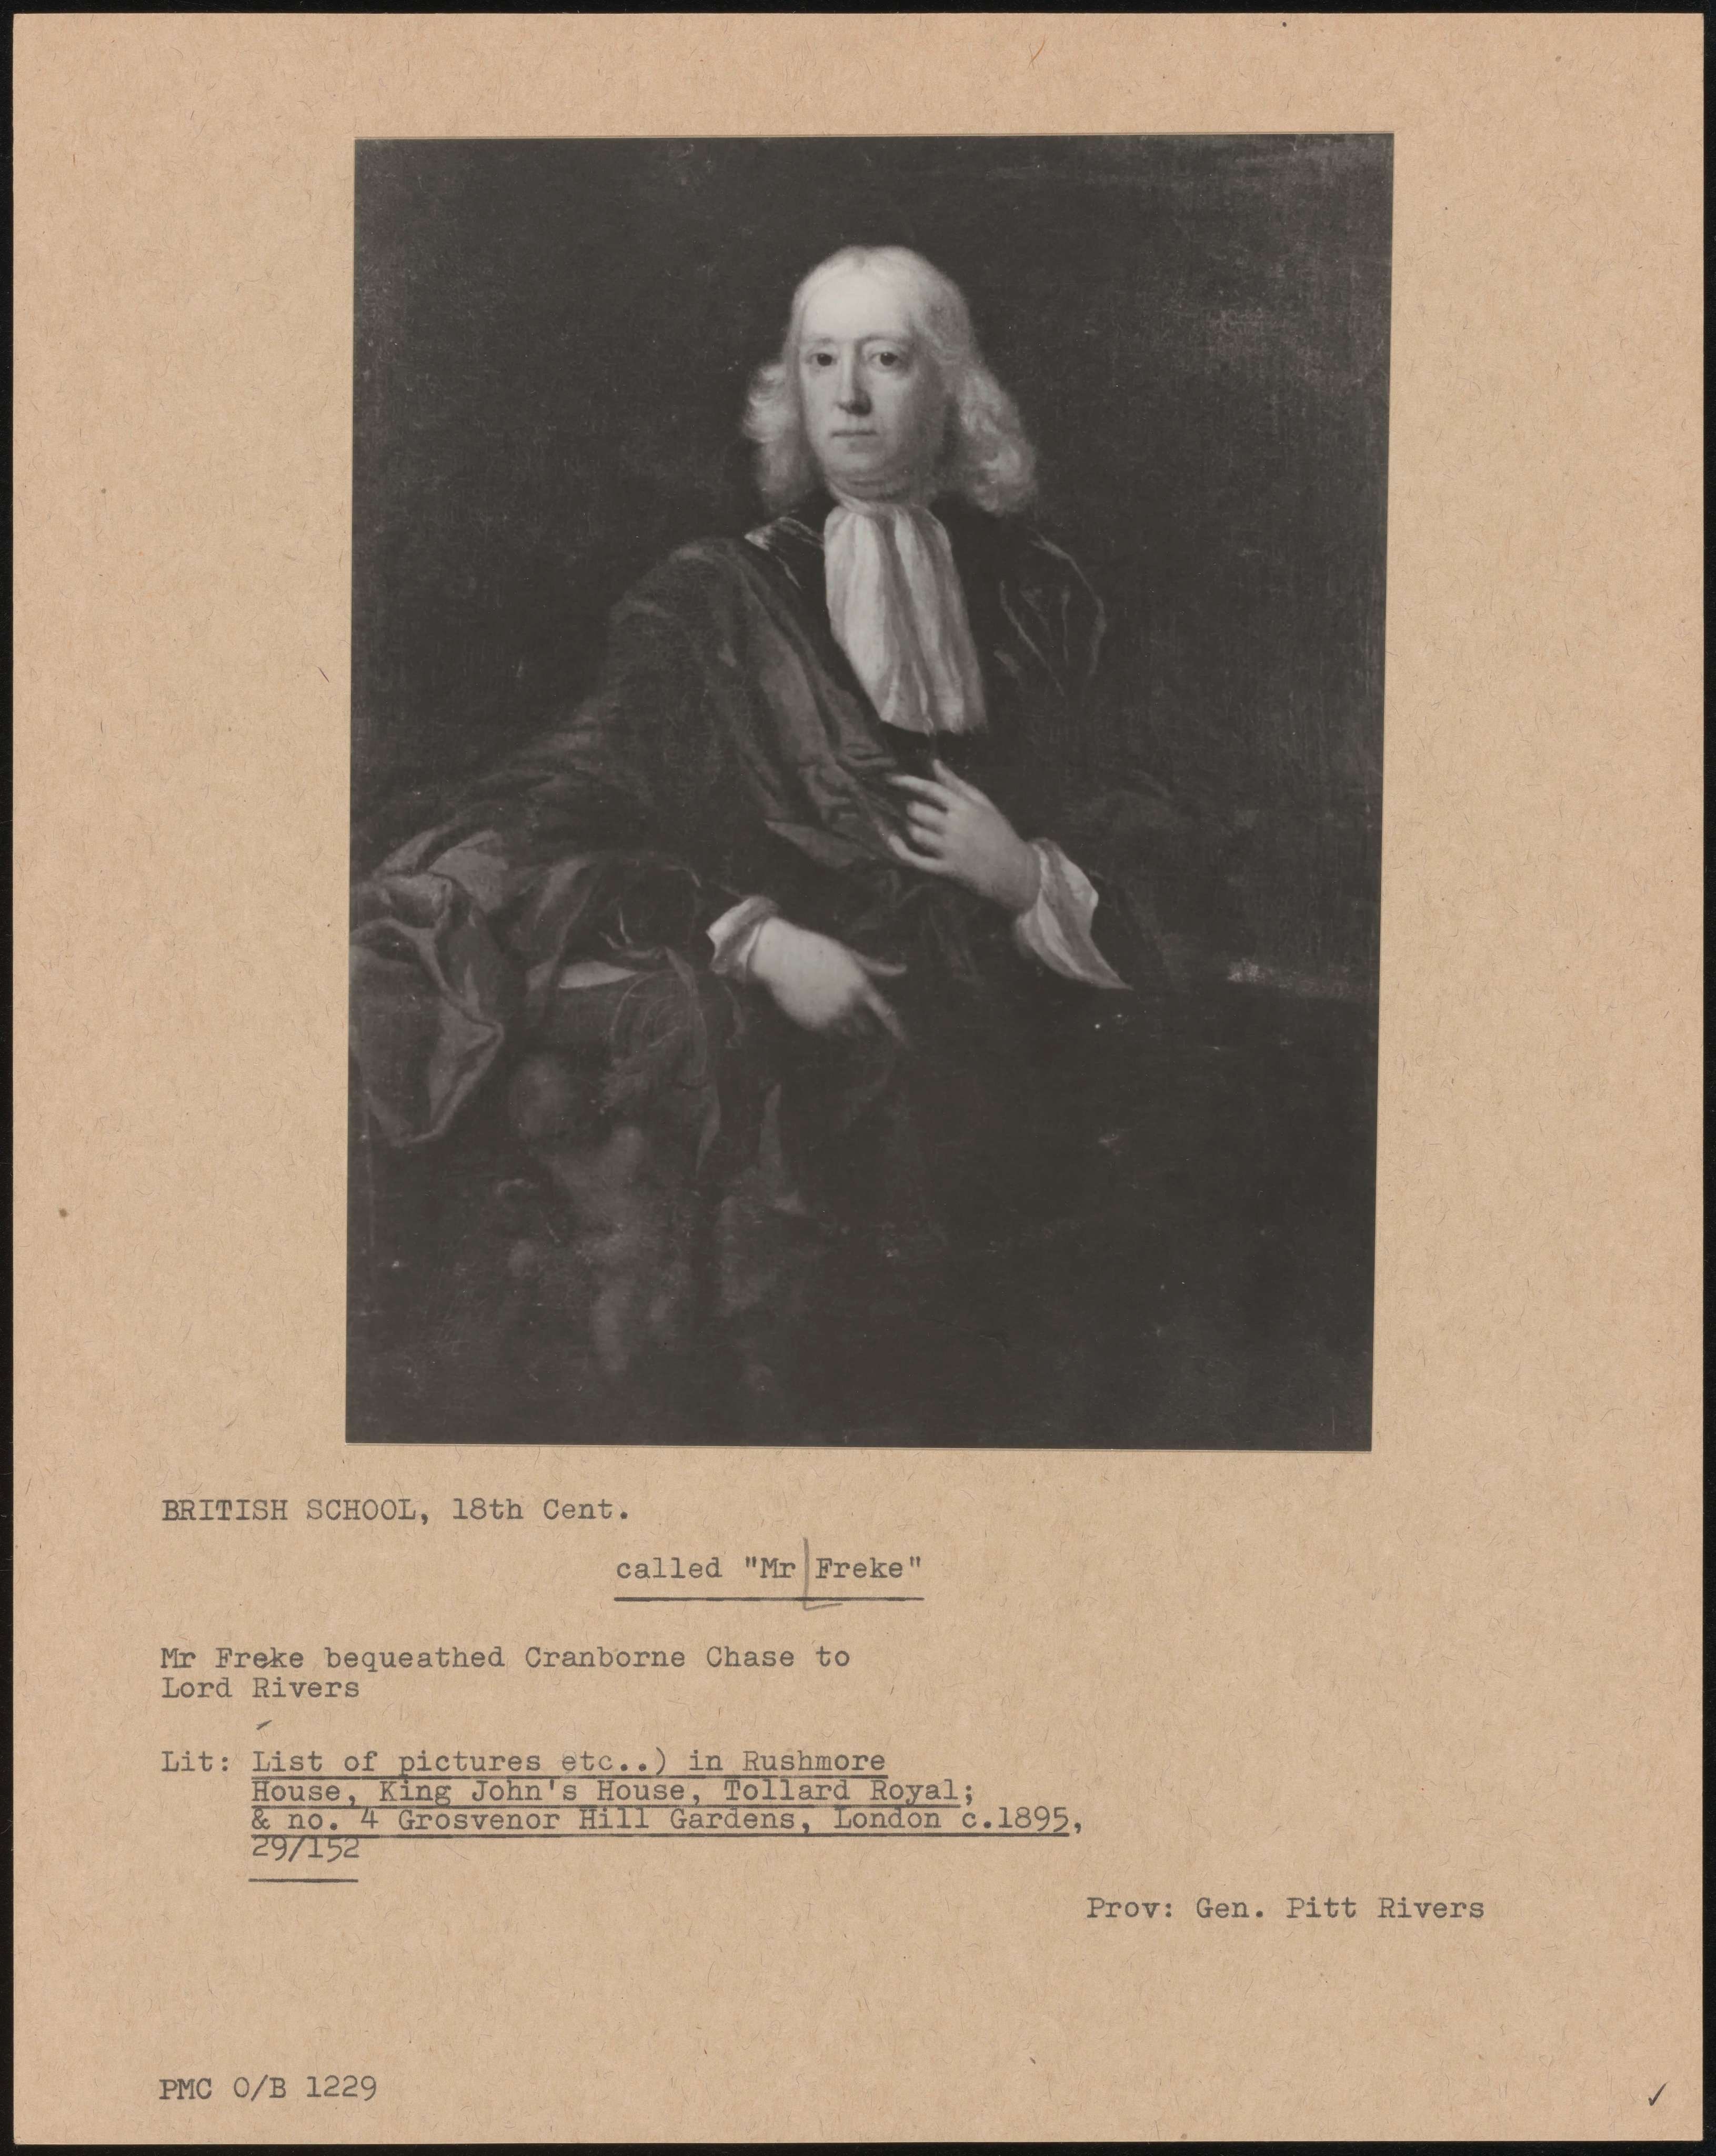 BRITISH SCHOOL, 18th Cent.
called "Mr Freke"
Mr Freke bequeathed Cranborne Chase to
Lord Rivers
Lit: List of pictures etc..) in Rushmore
House, King John's House, Tollard Royal;
& no. 4 Grosvenor Hill Gardens, London c.1895,
29/152
Prov: Gen. Pitt Rivers
PMC O/B 1229